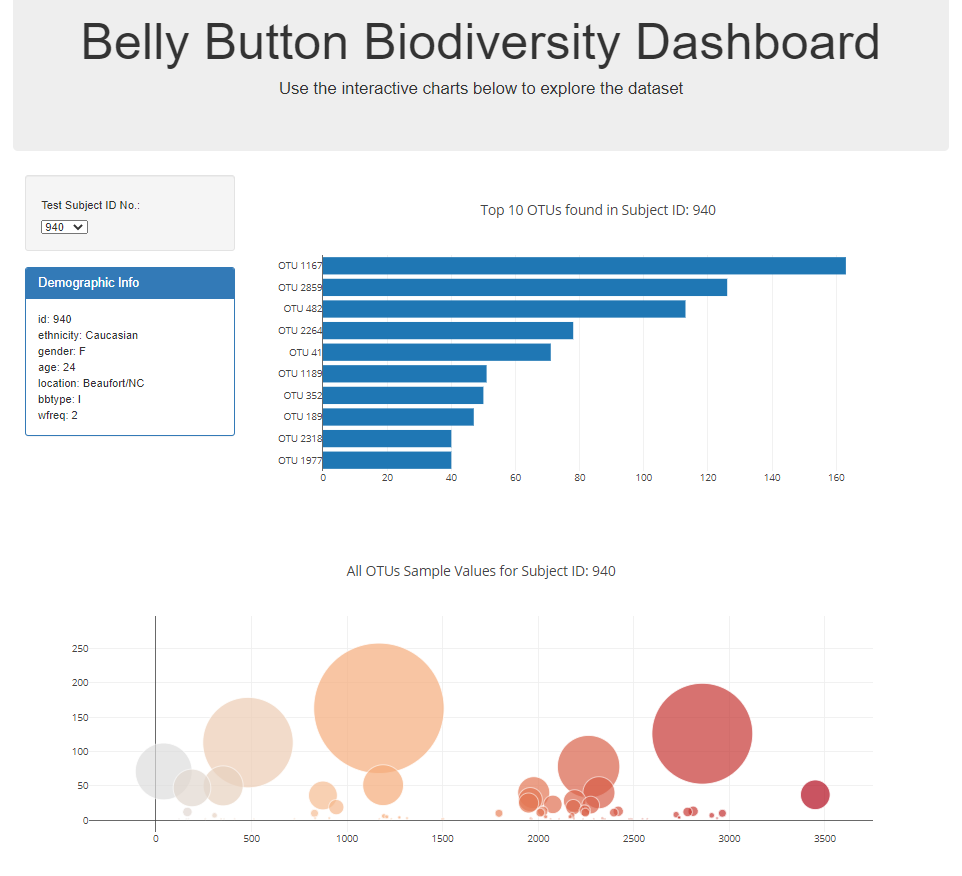 Belly Button Biodiversity Dashboard
Use the interactive charts below to explore the dataset
Test Subject ID No.:
940
Demographic Info
id: 940
ethnicity: Caucasian
gender: F
age: 24
location: Beaufort/NC
bbtype: I
wfreq: 2
Top 10 OTUs found in Subject ID: 940
OTU 1167
OTU 2859
OTU 482
OTU 2264
OTU 41
OTU 1189
OTU 352
OTU 189
OTU 2318
OTU 1977
0 20 40 60 80 100 120 140 160
All OTUs Sample Values for Subject ID: 940
250
200
150
100
50
0
0 500 1000 1500 2000 2500 3000 3500